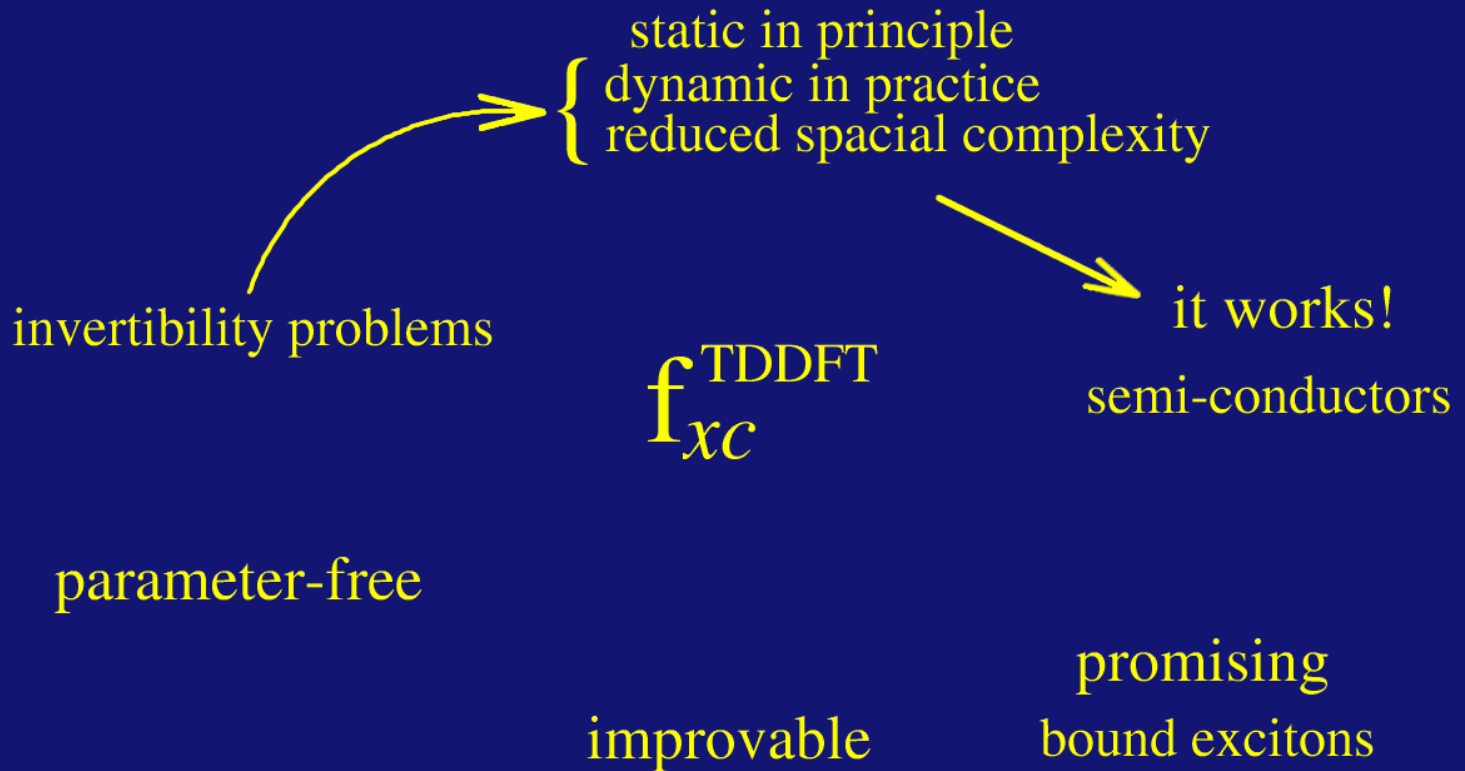 static in principle
dynamic in practice
reduced spacial complexity
invertibility problems
it works!
semi-conductors
f_xc^TDDFT
parameter-free
promising
bound excitons
improvable